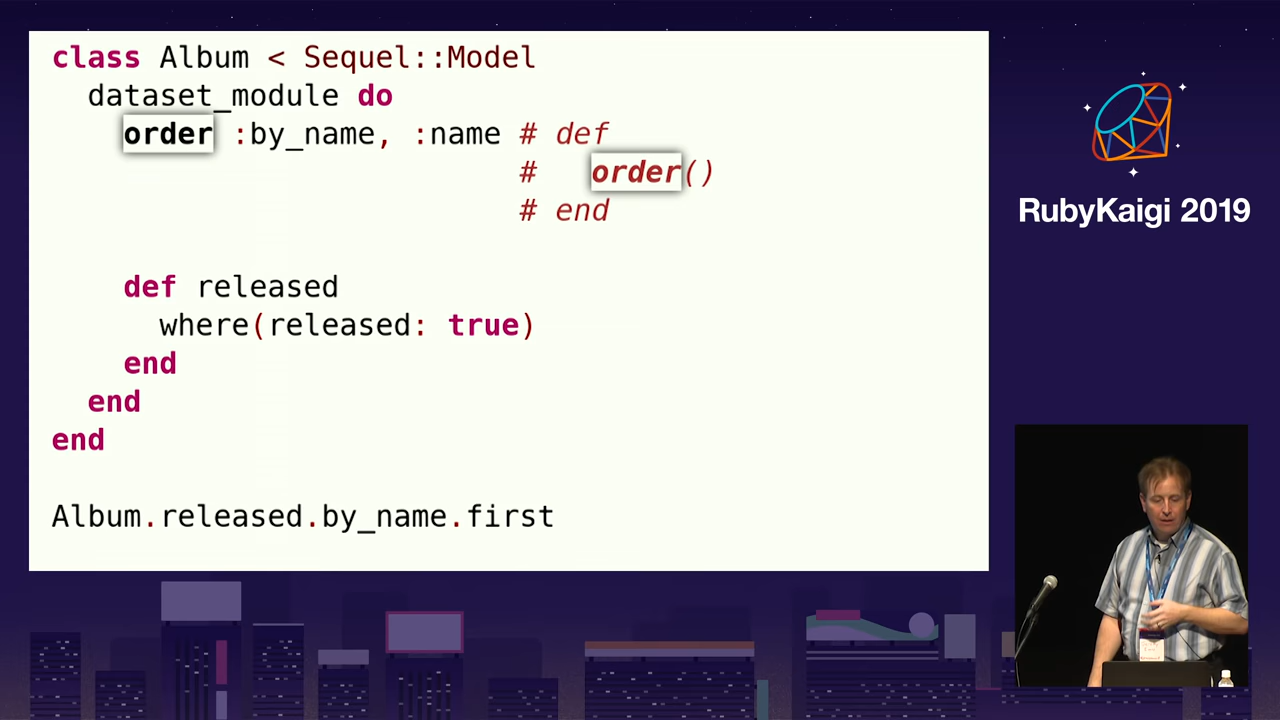 class Album < Sequel::Model
  dataset_module do
    order :by_name, :name # def
                          #   order()
                          # end
    def released
      where(released: true)
    end
  end
end
Album.released.by_name.first
RubyKaigi 2019